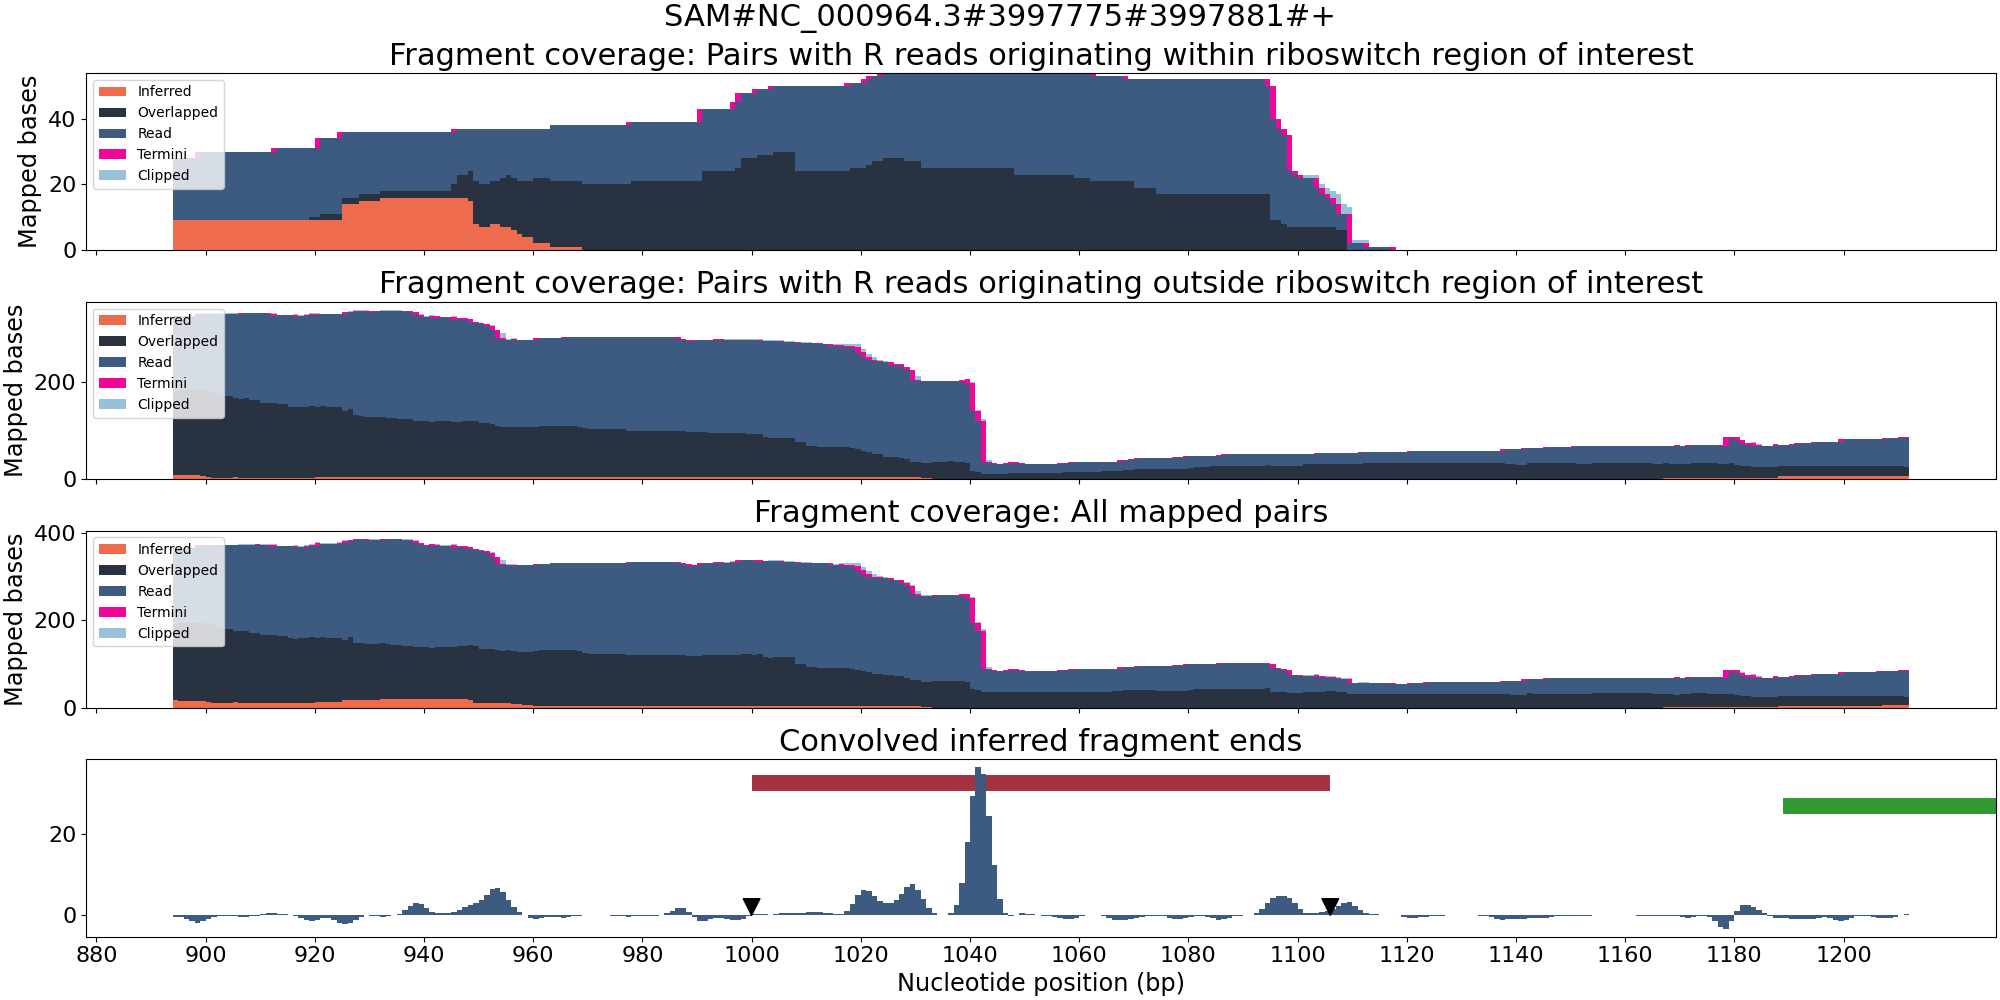 SAM#NC_000964.3#3997775#3997881#+
Fragment coverage: Pairs with R reads originating within riboswitch region of interest
Mapped bases
40
20
0
Inferred
Overlapped
Read
Termini
Clipped
Fragment coverage: Pairs with R reads originating outside riboswitch region of interest
Mapped bases
200
0
Inferred
Overlapped
Read
Termini
Clipped
Fragment coverage: All mapped pairs
Mapped bases
400
200
0
Inferred
Overlapped
Read
Termini
Clipped
Convolved inferred fragment ends
20
0
880 900 920 940 960 980 1000 1020 1040 1060 1080 1100 1120 1140 1160 1180 1200
Nucleotide position (bp)